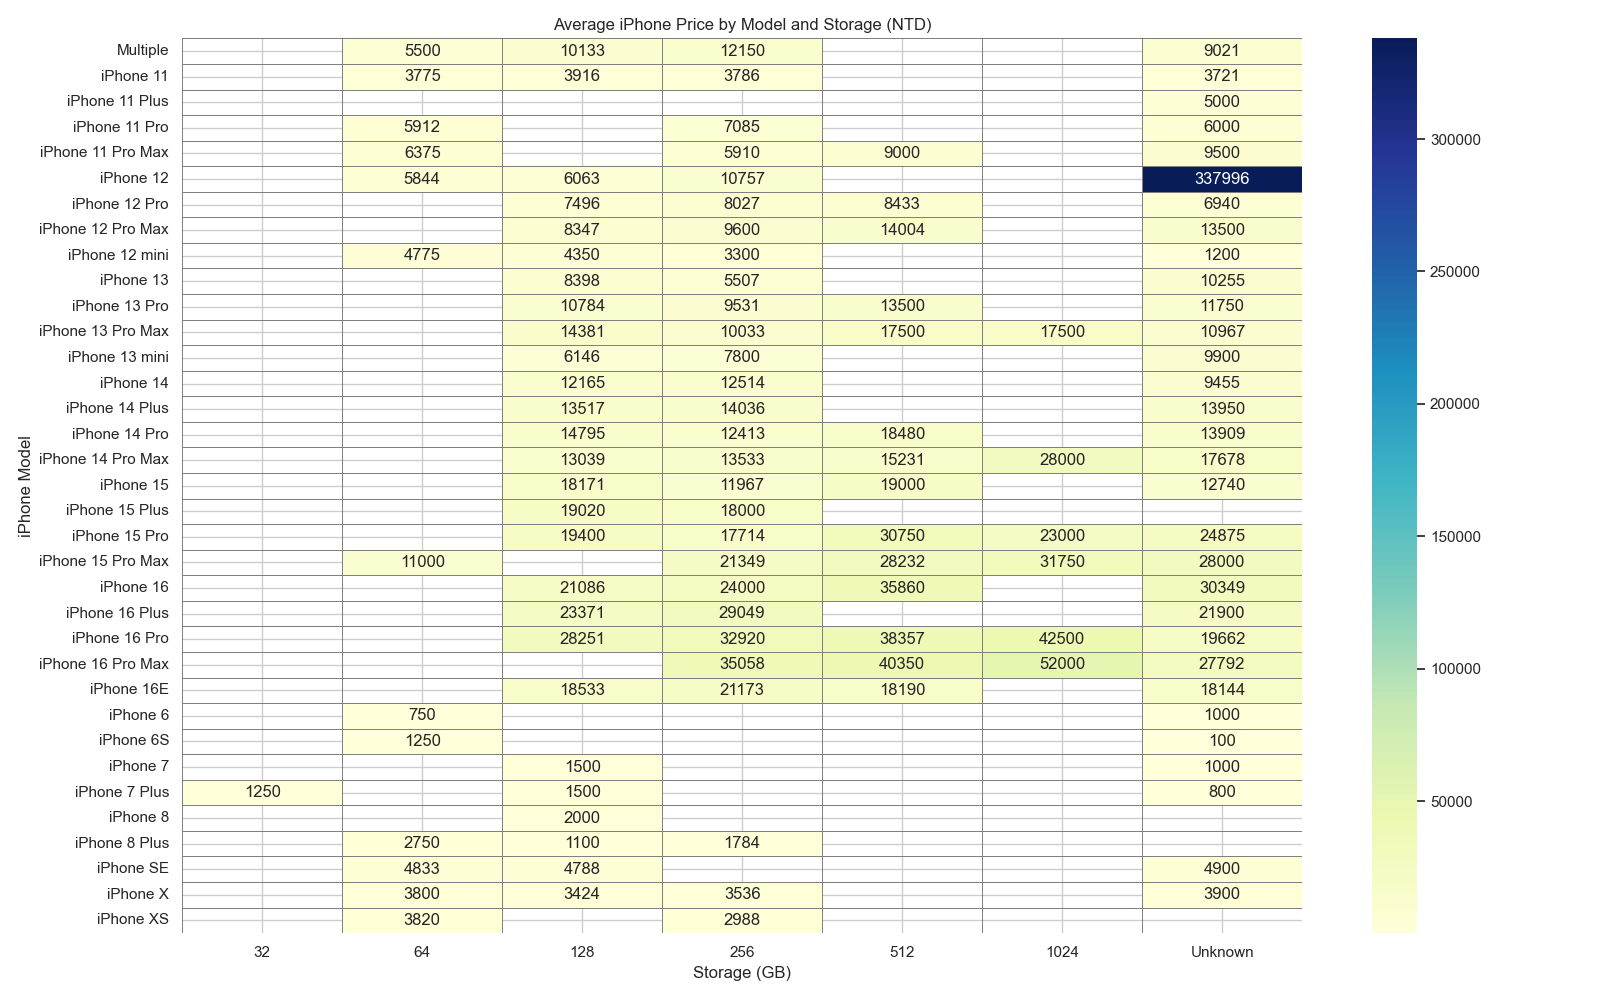 Average iPhone Price by Model and Storage (NTD)
Multiple 5500 10133 12150 9021
iPhone 11 3775 3916 3786 3721
iPhone 11 Plus 5000
iPhone 11 Pro 5912 7085 6000
iPhone 11 Pro Max 6375 5910 9000 9500
iPhone 12 5844 6063 10757 337996
iPhone 12 Pro 7496 8027 8433 6940
iPhone 12 Pro Max 8347 9600 14004 13500
iPhone 12 mini 4775 4350 3300 1200
iPhone 13 8398 5507 10255
iPhone 13 Pro 10784 9531 13500 11750
iPhone 13 Pro Max 14381 10033 17500 17500 10967
iPhone 13 mini 6146 7800 9900
iPhone 14 12165 12514 9455
iPhone 14 Plus 13517 14036 13950
iPhone 14 Pro 14795 12413 18480 13909
iPhone 14 Pro Max 13039 13533 15231 28000 17678
iPhone 15 18171 11967 19000 12740
iPhone 15 Plus 19020 18000
iPhone 15 Pro 19400 17714 30750 23000 24875
iPhone 15 Pro Max 11000 21349 28232 31750 28000
iPhone 16 21086 24000 35860 30349
iPhone 16 Plus 23371 29049 21900
iPhone 16 Pro 28251 32920 38357 42500 19662
iPhone 16 Pro Max 35058 40350 52000 27792
iPhone 16E 18533 21173 18190 18144
iPhone 6 750 1000
iPhone 6S 1250 100
iPhone 7 1500 1000
iPhone 7 Plus 1250 1500 800
iPhone 8 2000
iPhone 8 Plus 2750 1100 1784
iPhone SE 4833 4788 4900
iPhone X 3800 3424 3536 3900
iPhone XS 3820 2988
32 64 128 256 512 1024 Unknown
Storage (GB)
iPhone Model
300000
250000
200000
150000
100000
50000